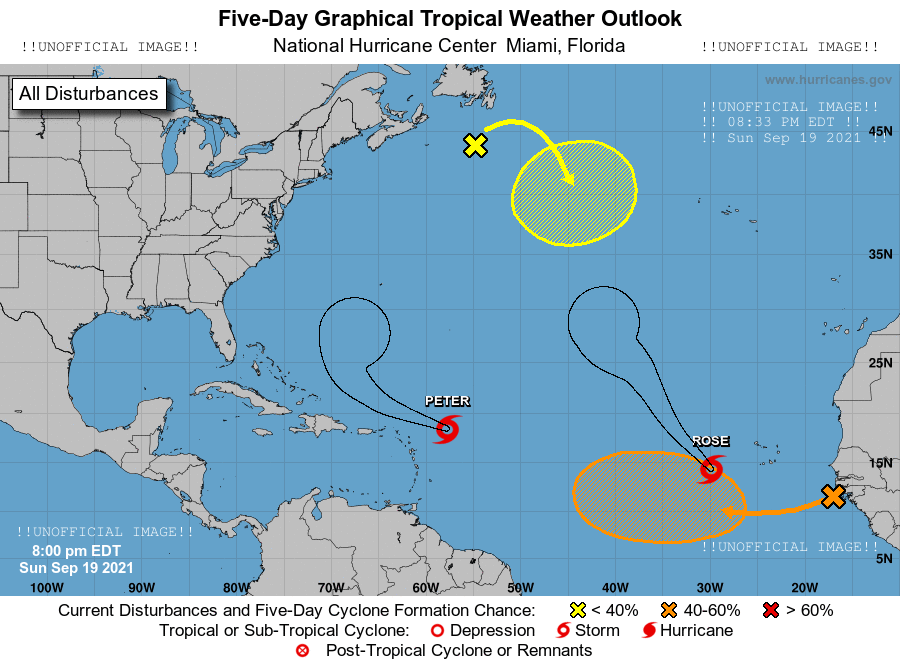 Five-Day Graphical Tropical Weather Outlook
!!UNOFFICIAL IMAGE!! National Hurricane Center Miami, Florida !!UNOFFICIAL IMAGE!!
www.hurricanes.gov
All Disturbances
!!UNOFFICIAL IMAGE!!
!! 08:33 PM EDT !!
!! Sun Sep 19 2021 !!
45N
35N
25N
PETER
ROSE
15N
!!UNOFFICIAL IMAGE!!
!!UNOFFICIAL IMAGE!!
8:00 pm EDT
Sun Sep 19 2021
5N
100W 90W 80W 70W 60W 50W 40W 30W 20W
Current Disturbances and Five-Day Cyclone Formation Chance: < 40% 40-60% > 60%
Tropical or Sub-Tropical Cyclone: Depression Storm Hurricane
Post-Tropical Cyclone or Remnants